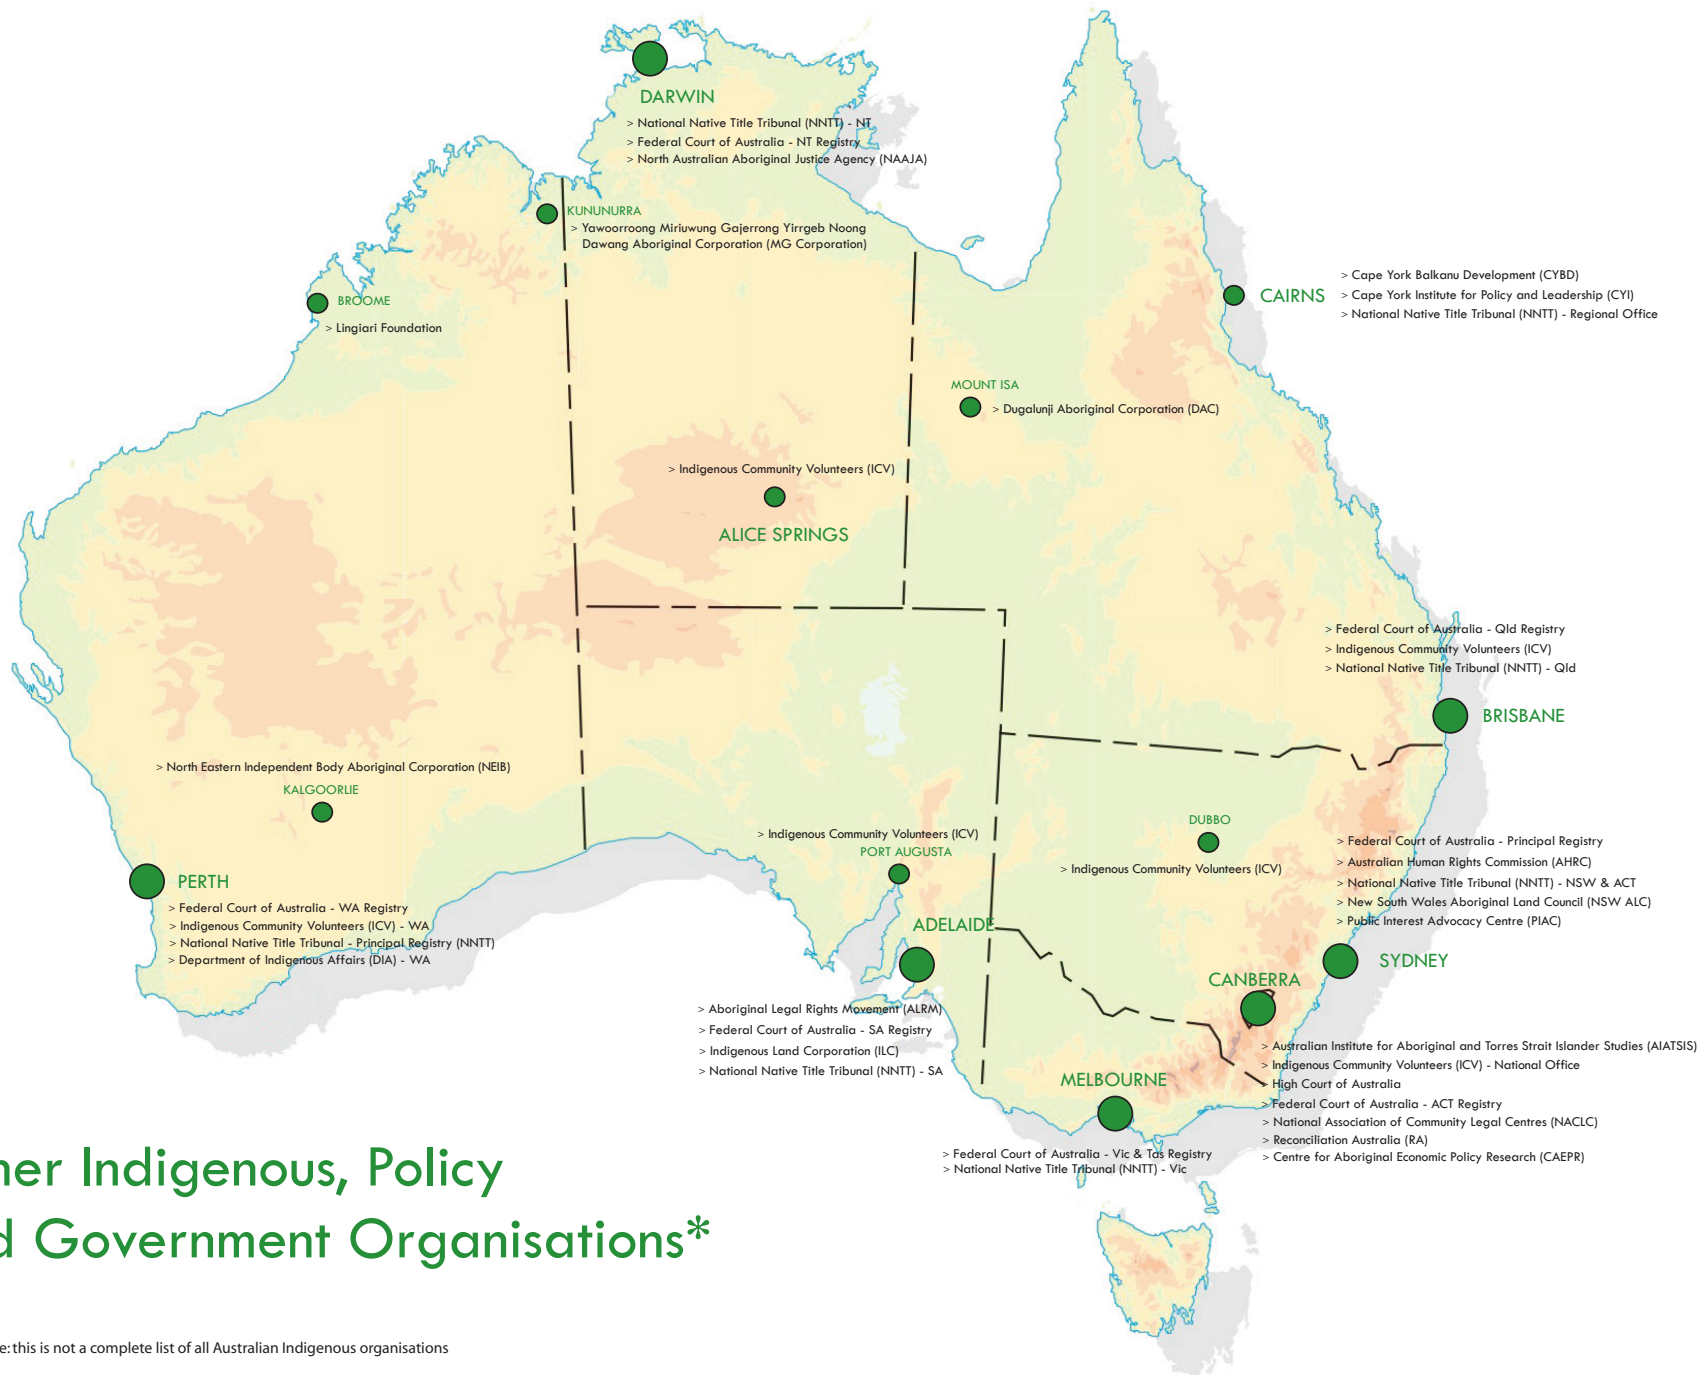 DARWIN
> National Native Title Tribunal (NNTT) - NT
> Federal Court of Australia - NT Registry
> North Australian Aboriginal Justice Agency (NAAJA)
KUNUNURRA
> Yawoorroong Miriuwung Gajerrong Yirrgeb Noong
Dawang Aboriginal Corporation (MG Corporation)
BROOME
> Lingiari Foundation
CAIRNS
> Cape York Balkanu Development (CYBD)
> Cape York Institute for Policy and Leadership (CYI)
> National Native Title Tribunal (NNTT) - Regional Office
MOUNT ISA
> Dugalunji Aboriginal Corporation (DAC)
> Indigenous Community Volunteers (ICV)
ALICE SPRINGS
> Federal Court of Australia - Qld Registry
> Indigenous Community Volunteers (ICV)
> National Native Title Tribunal (NNTT) - Qld
BRISBANE
> North Eastern Independent Body Aboriginal Corporation (NEIB)
KALGOORLIE
PERTH
> Federal Court of Australia - WA Registry
> Indigenous Community Volunteers (ICV) - WA
> National Native Title Tribunal - Principal Registry (NNTT)
> Department of Indigenous Affairs (DIA) - WA
> Indigenous Community Volunteers (ICV)
PORT AUGUSTA
DUBBO
> Indigenous Community Volunteers (ICV)
> Federal Court of Australia - Principal Registry
> Australian Human Rights Commission (AHRC)
> National Native Title Tribunal (NNTT) - NSW & ACT
> New South Wales Aboriginal Land Council (NSW ALC)
> Public Interest Advocacy Centre (PIAC)
SYDNEY
ADELAIDE
> Aboriginal Legal Rights Movement (ALRM)
> Federal Court of Australia - SA Registry
> Indigenous Land Corporation (ILC)
> National Native Title Tribunal (NNTT) - SA
CANBERRA
> Australian Institute for Aboriginal and Torres Strait Islander Studies (AIATSIS)
> Indigenous Community Volunteers (ICV) - National Office
> High Court of Australia
> Federal Court of Australia - ACT Registry
> National Association of Community Legal Centres (NACLC)
> Reconciliation Australia (RA)
> Centre for Aboriginal Economic Policy Research (CAEPR)
MELBOURNE
> Federal Court of Australia - Vic & Tas Registry
> National Native Title Tribunal (NNTT) - Vic
Indigenous, Policy
Government Organisations*
this is not a complete list of all Australian Indigenous organisations